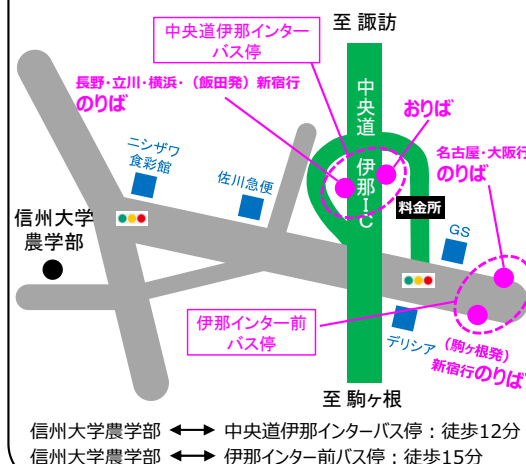 至 諏訪
中央道伊那インター
バス停
長野・立川・横浜・（飯田発）新宿行
のりば
中央道 伊那IC
おりば
名古屋・大阪行
のりば
ニシザワ
食彩館
佐川急便
料金所
信州大学
農学部
GS
伊那インター前
バス停
デリシア
（駒ヶ根発）
新宿行のりば
至 駒ヶ根
信州大学農学部 ⟷ 中央道伊那インターバス停：徒歩12分
信州大学農学部 ⟷ 伊那インター前バス停：徒歩15分